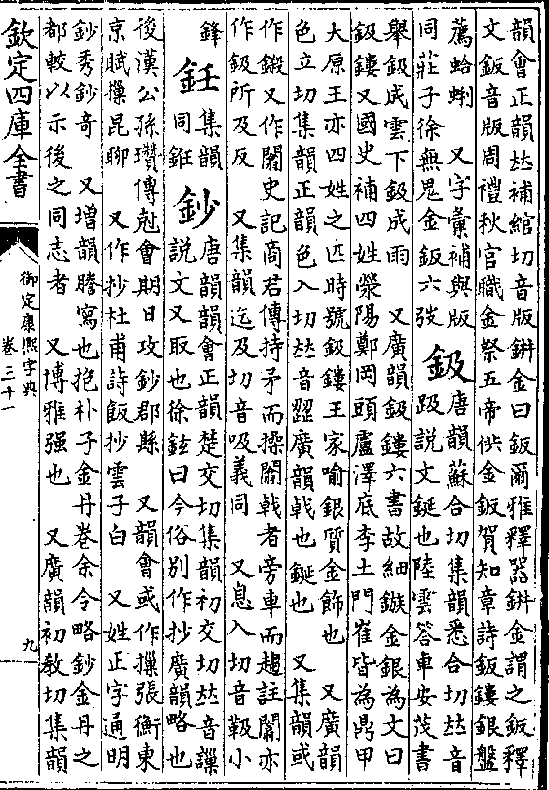 韻會正韻𠀤補綰切音版鉼金曰鈑爾雅釋器鉼金謂之鈑釋
文鈑音版周禮秋官職金祭五帝供金鈑賀知章詩鈑鏤銀盤
薦蛤蜊　又字彙補與版
同莊子徐無鬼金鈑六弢
鈒
唐韻蘇合切集韻悉合切𠀤音
趿說文鋋也陸雲答車安茂書
舉鈒成雲下鈒成雨　又廣韻鈒鏤六書故細鏃金銀為文曰
鈒鏤又國史補四姓滎陽鄭岡頭盧澤底李土門崔皆為鼎甲
大原王亦四姓之匹時號鈒鏤王家喻銀質金飾也　又廣韻
色立切集韻正韻色入切𠀤音澀廣韻戟也鋋也　又集韻或
作鍛又作闟史記商君傳持矛而操闟戟者旁車而趨註闟亦
作鈒所及反　又集韻迄及切音吸義同　又息入切音靸小
鋒
鈓
集韻
同銋
鈔
唐韻韻會正韻楚交切集韻初交切𠀤音䜈
說文叉取也徐鉉曰今俗別作抄廣韻略也
後漢公孫瓚傳尅會期日攻鈔郡縣　又韻會或作摷張衡東
京賦摷昆聊　又作抄杜甫詩飯抄雲子白　又姓正字通明
鈔秀鈔奇　又增韻謄寫也抱朴子金丹卷余今略鈔金丹之
都較以示後之同志者　又博雅强也　又廣韻初教切集韻
欽定四庫全書
御定康熙字典
卷三十一
九